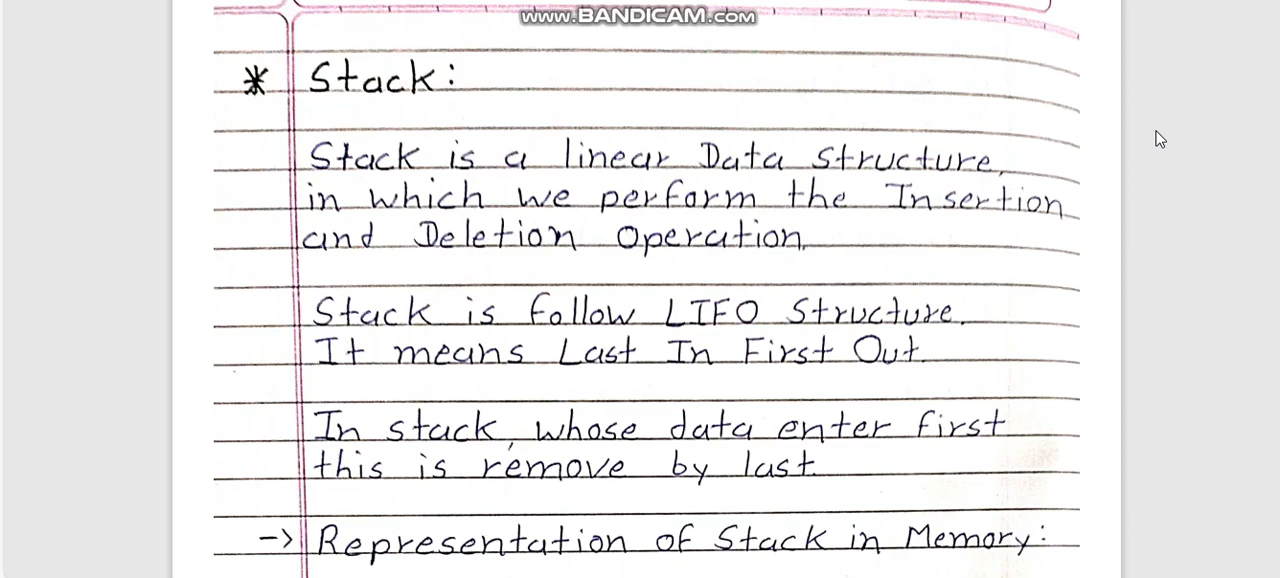 www.BANDICAM.com
* Stack:
Stack is a linear Data Structure,
in which we perform the Insertion
and Deletion Operation.
Stack is follow LIFO Structure.
It means Last In First Out.
In stack, whose data enter first
this is remove by last.
-> Representation of Stack in Memory: